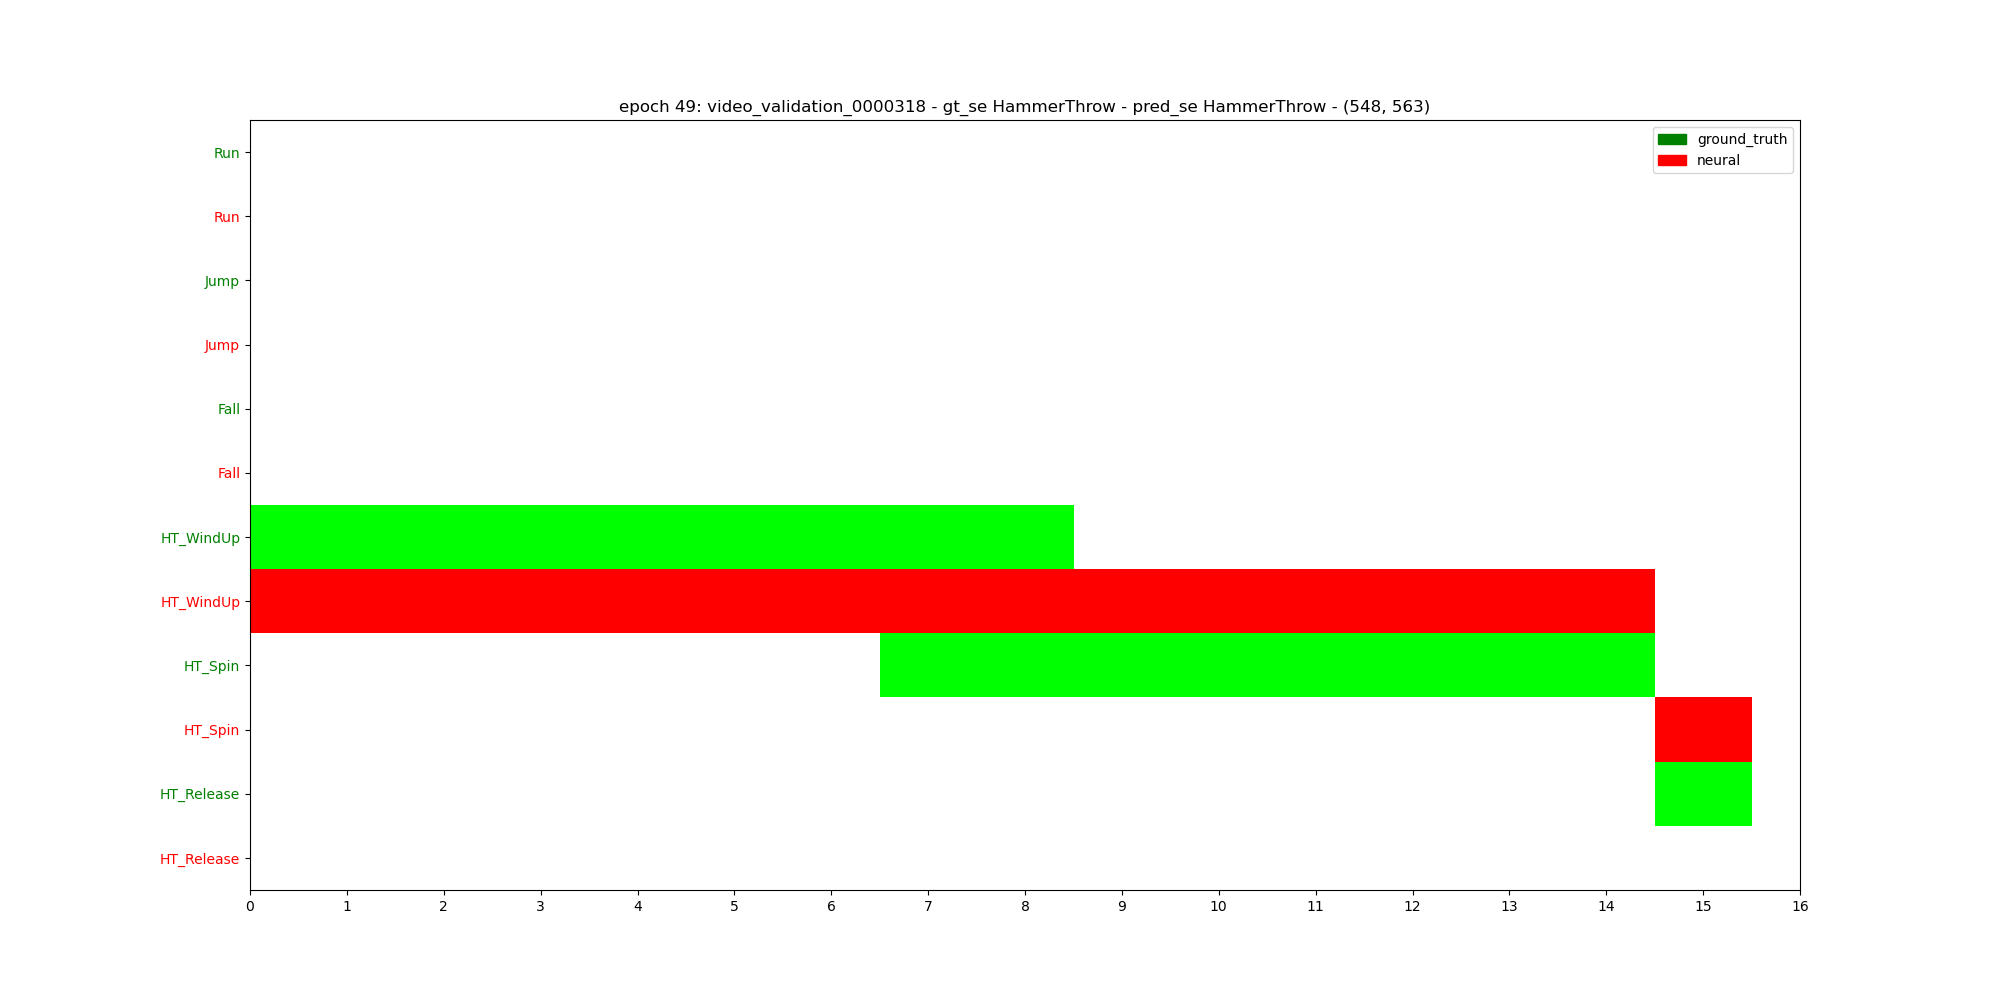 epoch 49: video_validation_0000318 - gt_se HammerThrow - pred_se HammerThrow - (548, 563)
ground_truth
neural
Run
Run
Jump
Jump
Fall
Fall
HT_WindUp
HT_WindUp
HT_Spin
HT_Spin
HT_Release
HT_Release
0 1 2 3 4 5 6 7 8 9 10 11 12 13 14 15 16